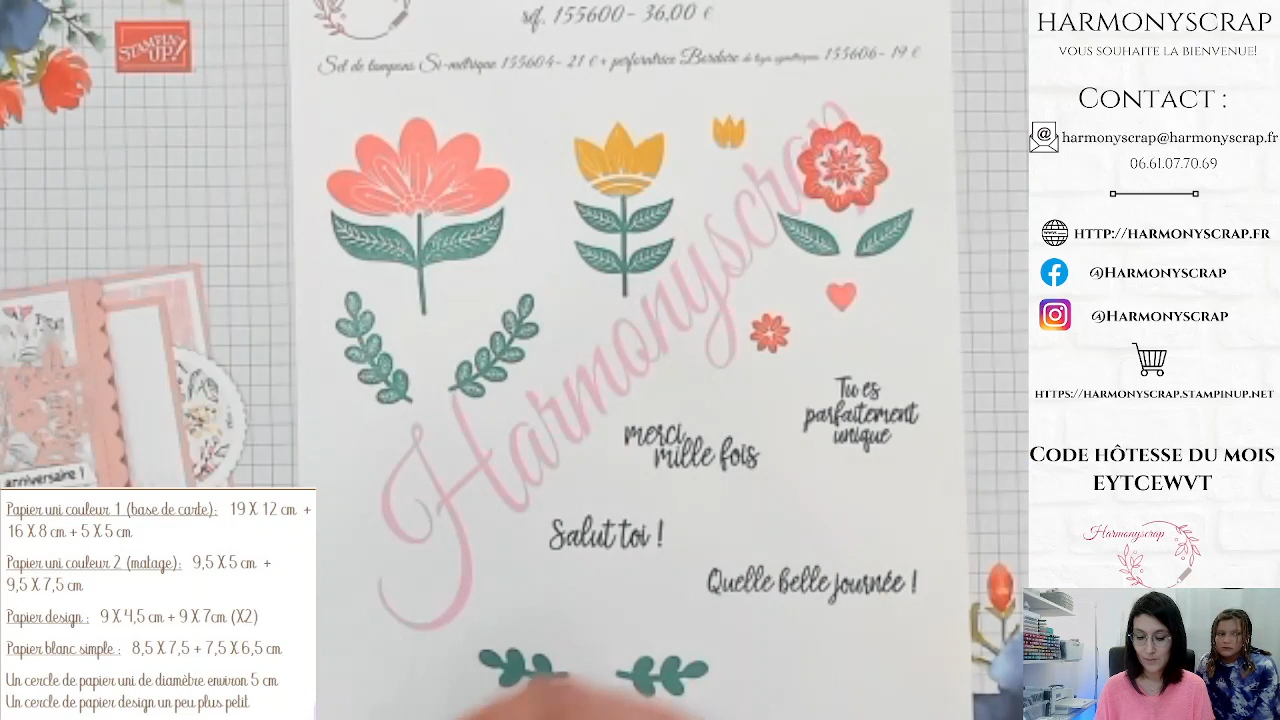 STAMPIN' UP!
réf. 155600- 36,00 €
Set de tampons Si-métrique 155604- 21 € + perforatrice Bordure de tiges symétriques 155606- 19 €
Harmonyscrap
Tu es
parfaitement
unique
merci
mille fois
Salut toi !
Quelle belle journée !
anniversaire !
Papier uni couleur 1 (base de carte): 19 X 12 cm +
16 X 8 cm + 5 X 5 cm
Papier uni couleur 2 (matage): 9,5 X 5 cm +
9,5 X 7,5 cm
Papier design : 9 X 4,5 cm + 9 X 7cm (X2)
Papier blanc simple : 8,5 X 7,5 + 7,5 X 6,5 cm
Un cercle de papier uni de diamètre environ 5 cm
Un cercle de papier design un peu plus petit.
HARMONYSCRAP
VOUS SOUHAITE LA BIENVENUE!
CONTACT :
harmonyscrap@harmonyscrap.fr
06.61.07.70.69
HTTP://HARMONYSCRAP.FR
@HARMONYSCRAP
@HARMONYSCRAP
HTTPS://HARMONYSCRAP.STAMPINUP.NET
CODE HÔTESSE DU MOIS
EYTCEWVT
Harmonyscrap